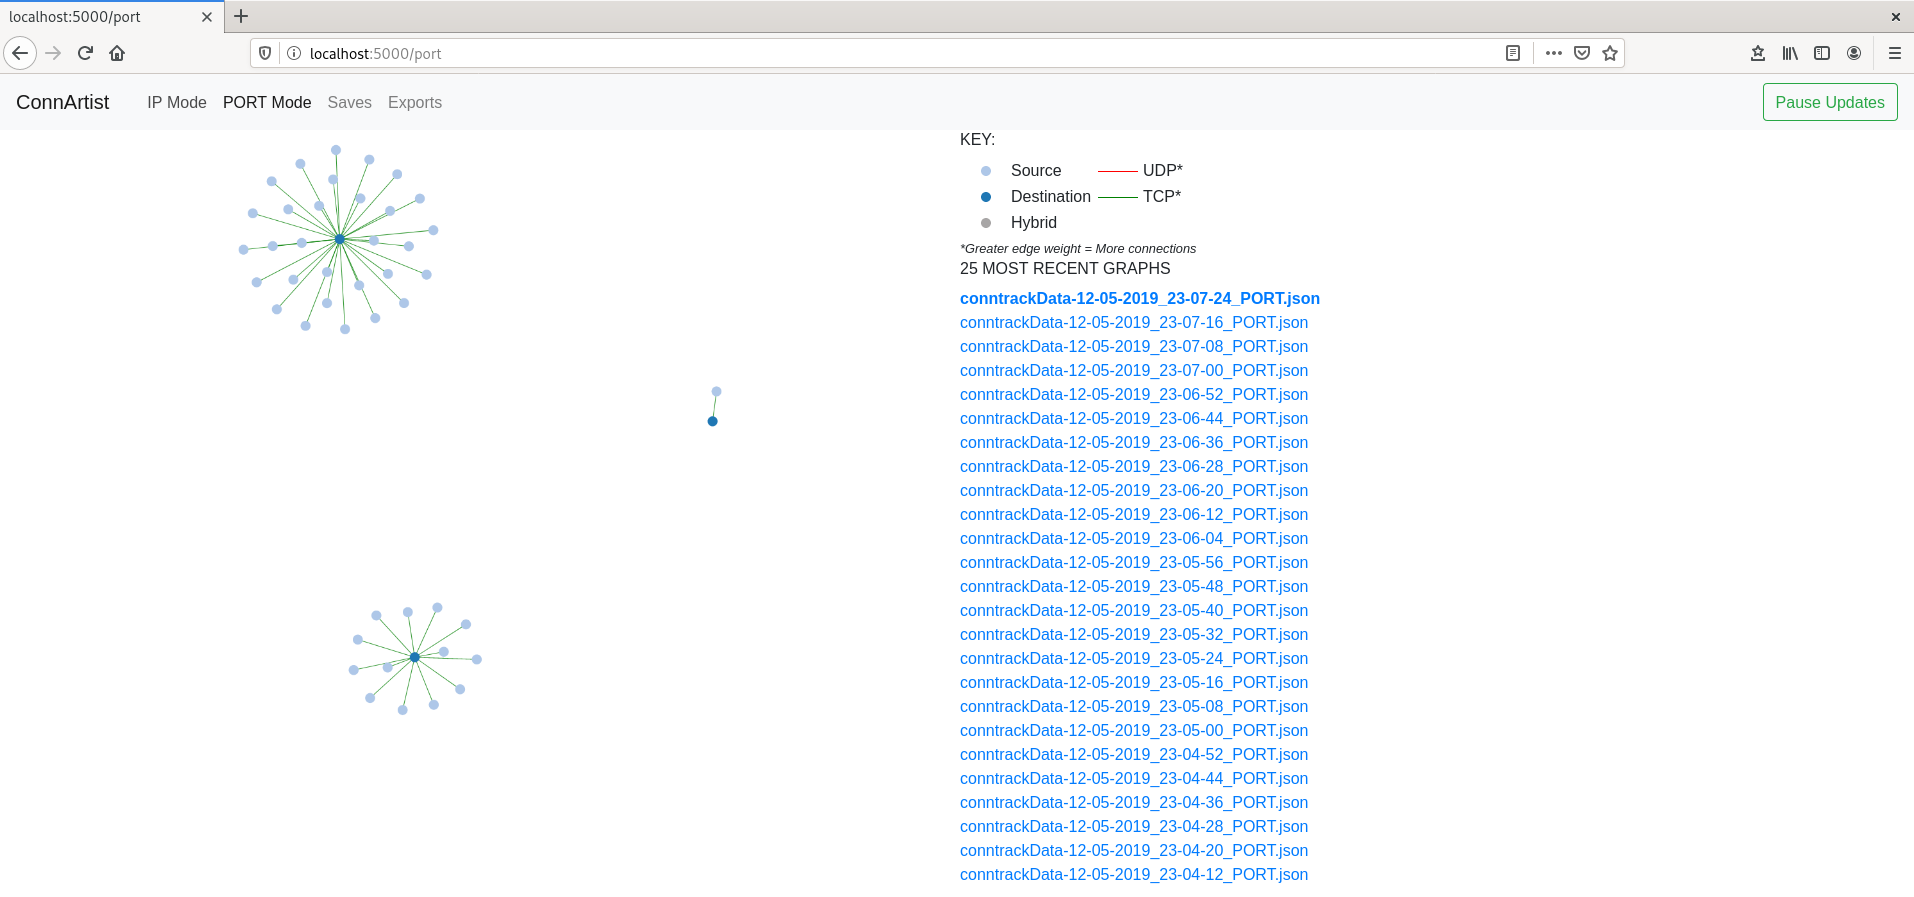 localhost:5000/port
localhost:5000/port
ConnArtist IP Mode PORT Mode Saves Exports Pause Updates
KEY:
Source UDP*
Destination TCP*
Hybrid
*Greater edge weight = More connections
25 MOST RECENT GRAPHS
conntrackData-12-05-2019_23-07-24_PORT.json
conntrackData-12-05-2019_23-07-16_PORT.json
conntrackData-12-05-2019_23-07-08_PORT.json
conntrackData-12-05-2019_23-07-00_PORT.json
conntrackData-12-05-2019_23-06-52_PORT.json
conntrackData-12-05-2019_23-06-44_PORT.json
conntrackData-12-05-2019_23-06-36_PORT.json
conntrackData-12-05-2019_23-06-28_PORT.json
conntrackData-12-05-2019_23-06-20_PORT.json
conntrackData-12-05-2019_23-06-12_PORT.json
conntrackData-12-05-2019_23-06-04_PORT.json
conntrackData-12-05-2019_23-05-56_PORT.json
conntrackData-12-05-2019_23-05-48_PORT.json
conntrackData-12-05-2019_23-05-40_PORT.json
conntrackData-12-05-2019_23-05-32_PORT.json
conntrackData-12-05-2019_23-05-24_PORT.json
conntrackData-12-05-2019_23-05-16_PORT.json
conntrackData-12-05-2019_23-05-08_PORT.json
conntrackData-12-05-2019_23-05-00_PORT.json
conntrackData-12-05-2019_23-04-52_PORT.json
conntrackData-12-05-2019_23-04-44_PORT.json
conntrackData-12-05-2019_23-04-36_PORT.json
conntrackData-12-05-2019_23-04-28_PORT.json
conntrackData-12-05-2019_23-04-20_PORT.json
conntrackData-12-05-2019_23-04-12_PORT.json